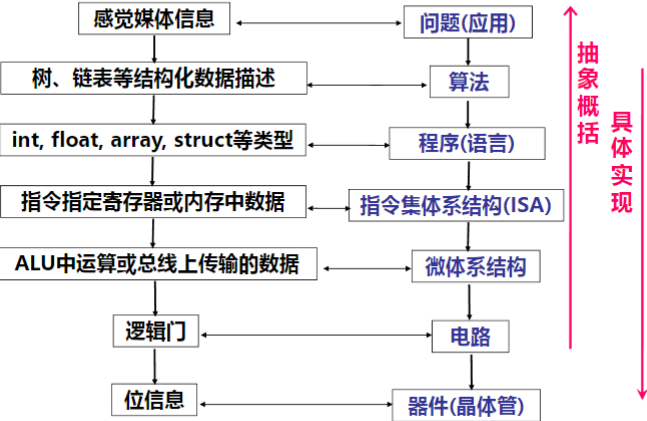 感觉媒体信息
问题(应用)
树、链表等结构化数据描述
算法
int, float, array, struct等类型
程序(语言)
指令指定寄存器或内存中数据
指令集体系结构(ISA)
ALU中运算或总线上传输的数据
微体系结构
逻辑门
电路
位信息
器件(晶体管)
抽象概括
具体实现